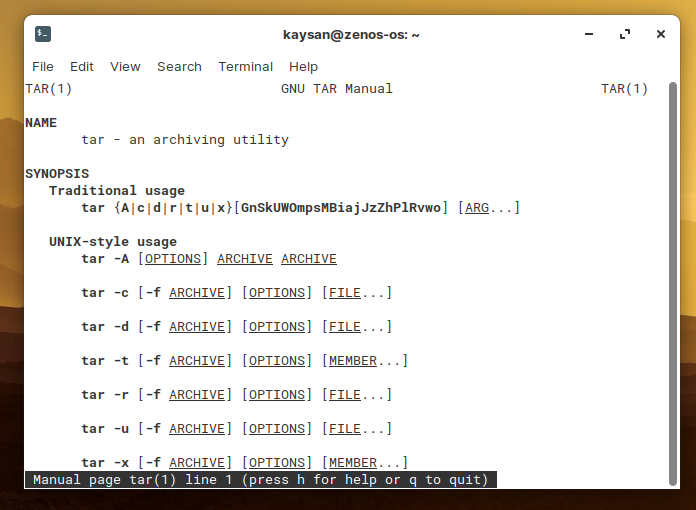 kaysan@zenos-os: ~
File Edit View Search Terminal Help
TAR(1) GNU TAR Manual TAR(1)
NAME
tar - an archiving utility
SYNOPSIS
Traditional usage
tar {A|c|d|r|t|u|x}[GnSkUWOmpsMBiajJzZhPlRvwo] [ARG...]
UNIX-style usage
tar -A [OPTIONS] ARCHIVE ARCHIVE
tar -c [-f ARCHIVE] [OPTIONS] [FILE...]
tar -d [-f ARCHIVE] [OPTIONS] [FILE...]
tar -t [-f ARCHIVE] [OPTIONS] [MEMBER...]
tar -r [-f ARCHIVE] [OPTIONS] [FILE...]
tar -u [-f ARCHIVE] [OPTIONS] [FILE...]
tar -x [-f ARCHIVE] [OPTIONS] [MEMBER...]
Manual page tar(1) line 1 (press h for help or q to quit)